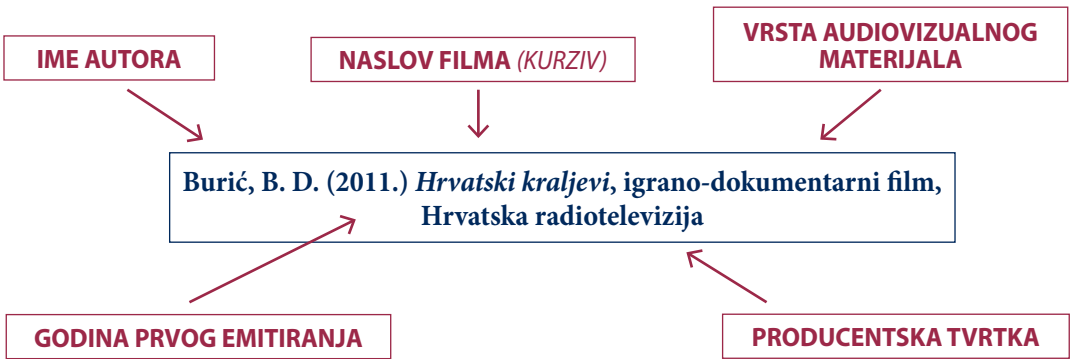 IME AUTORA
NASLOV FILMA (KURZIV)
VRSTA AUDIOVIZUALNOG
MATERIJALA
Burić, B. D. (2011.) Hrvatski kraljevi, igrano-dokumentarni film,
Hrvatska radiotelevizija
GODINA PRVOG EMITIRANJA
PRODUCENTSKA TVRTKA